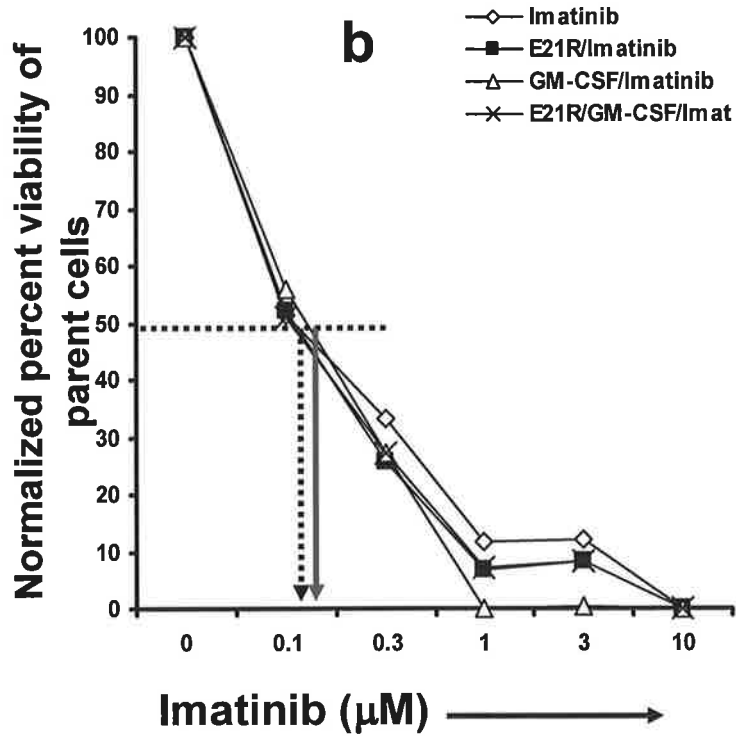 b
Imatinib
E21R/Imatinib
GM-CSF/Imatinib
E21R/GM-CSF/Imat
Normalized percent viability of
parent cells
100
90
80
70
60
50
40
30
20
10
0
0 0.1 0.3 1 3 10
Imatinib (μM)